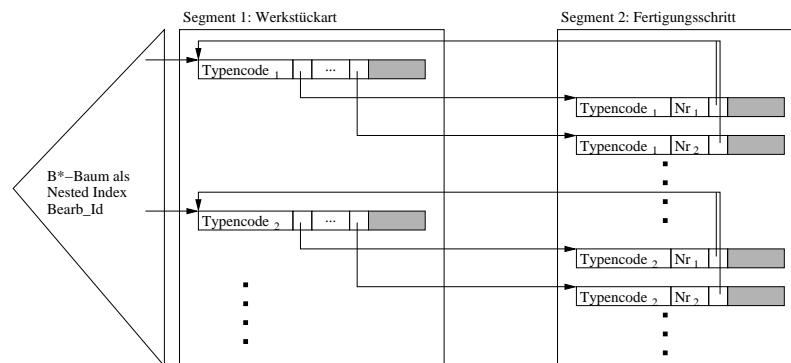 Segment 1: Werkstückart
Segment 2: Fertigungsschritt
Typencode 1 ...
Typencode 1 Nr 1
Typencode 1 Nr 2
B*-Baum als
Nested Index
Bearb_Id
Typencode 2 ...
Typencode 2 Nr 1
Typencode 2 Nr 2